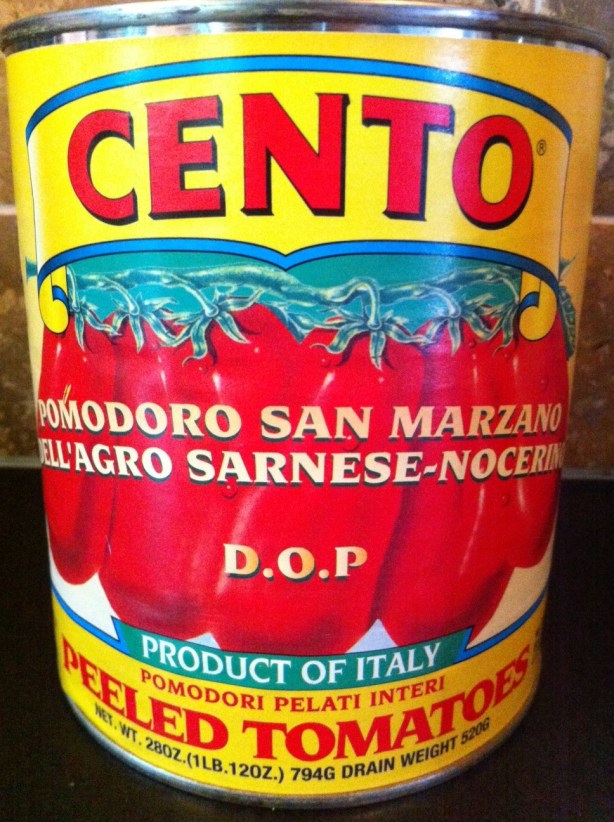 CENTO®
POMODORO SAN MARZANO
DELL'AGRO SARNESE-NOCERIN
D.O.P
PRODUCT OF ITALY
POMODORI PELATI INTERI
PEELED TOMATOES
NET. WT. 28OZ.(1LB.12OZ.) 794G DRAIN WEIGHT 520G